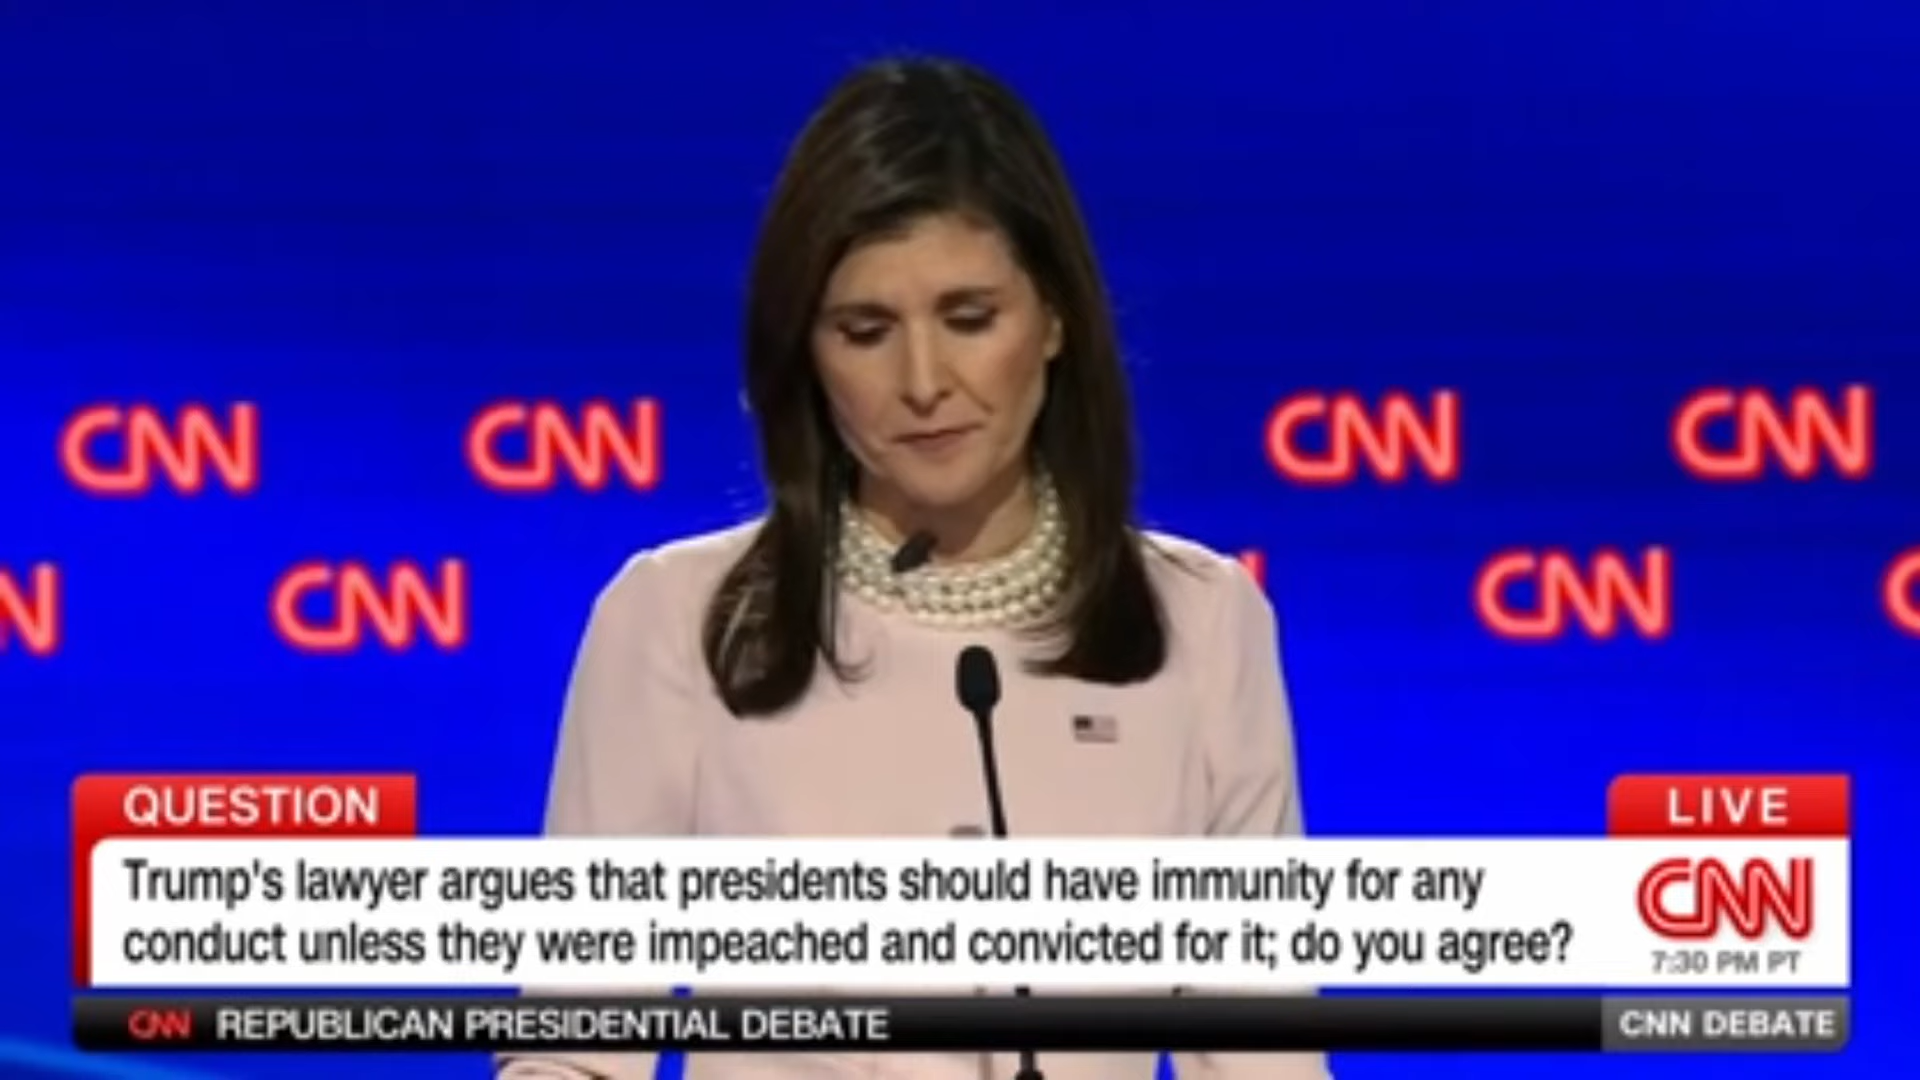 CNN CNN CNN CNN
N CNN CNN
QUESTION
LIVE
Trump's lawyer argues that presidents should have immunity for any
conduct unless they were impeached and convicted for it; do you agree?
CNN
7:30 PM PT
CNN REPUBLICAN PRESIDENTIAL DEBATE
CNN DEBATE